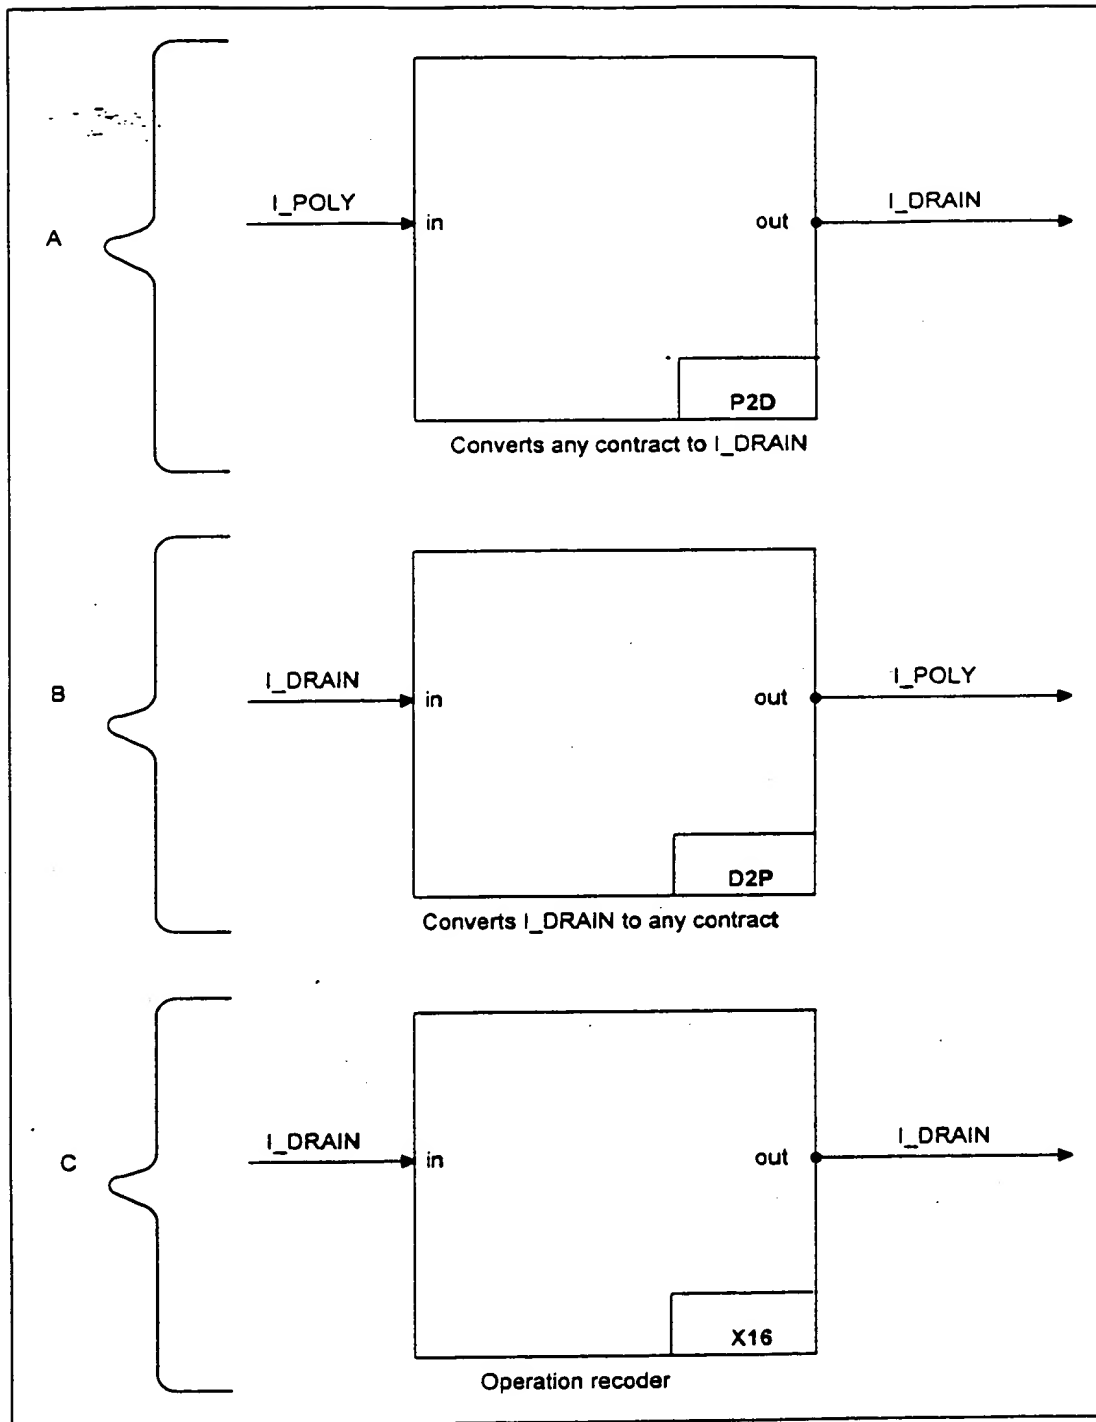 I_POLY
I_DRAIN
A
in
out
P2D
Converts any contract to I_DRAIN
I_DRAIN
I_POLY
B
in
out
D2P
Converts I_DRAIN to any contract
I_DRAIN
I_DRAIN
C
in
out
X16
Operation recoder